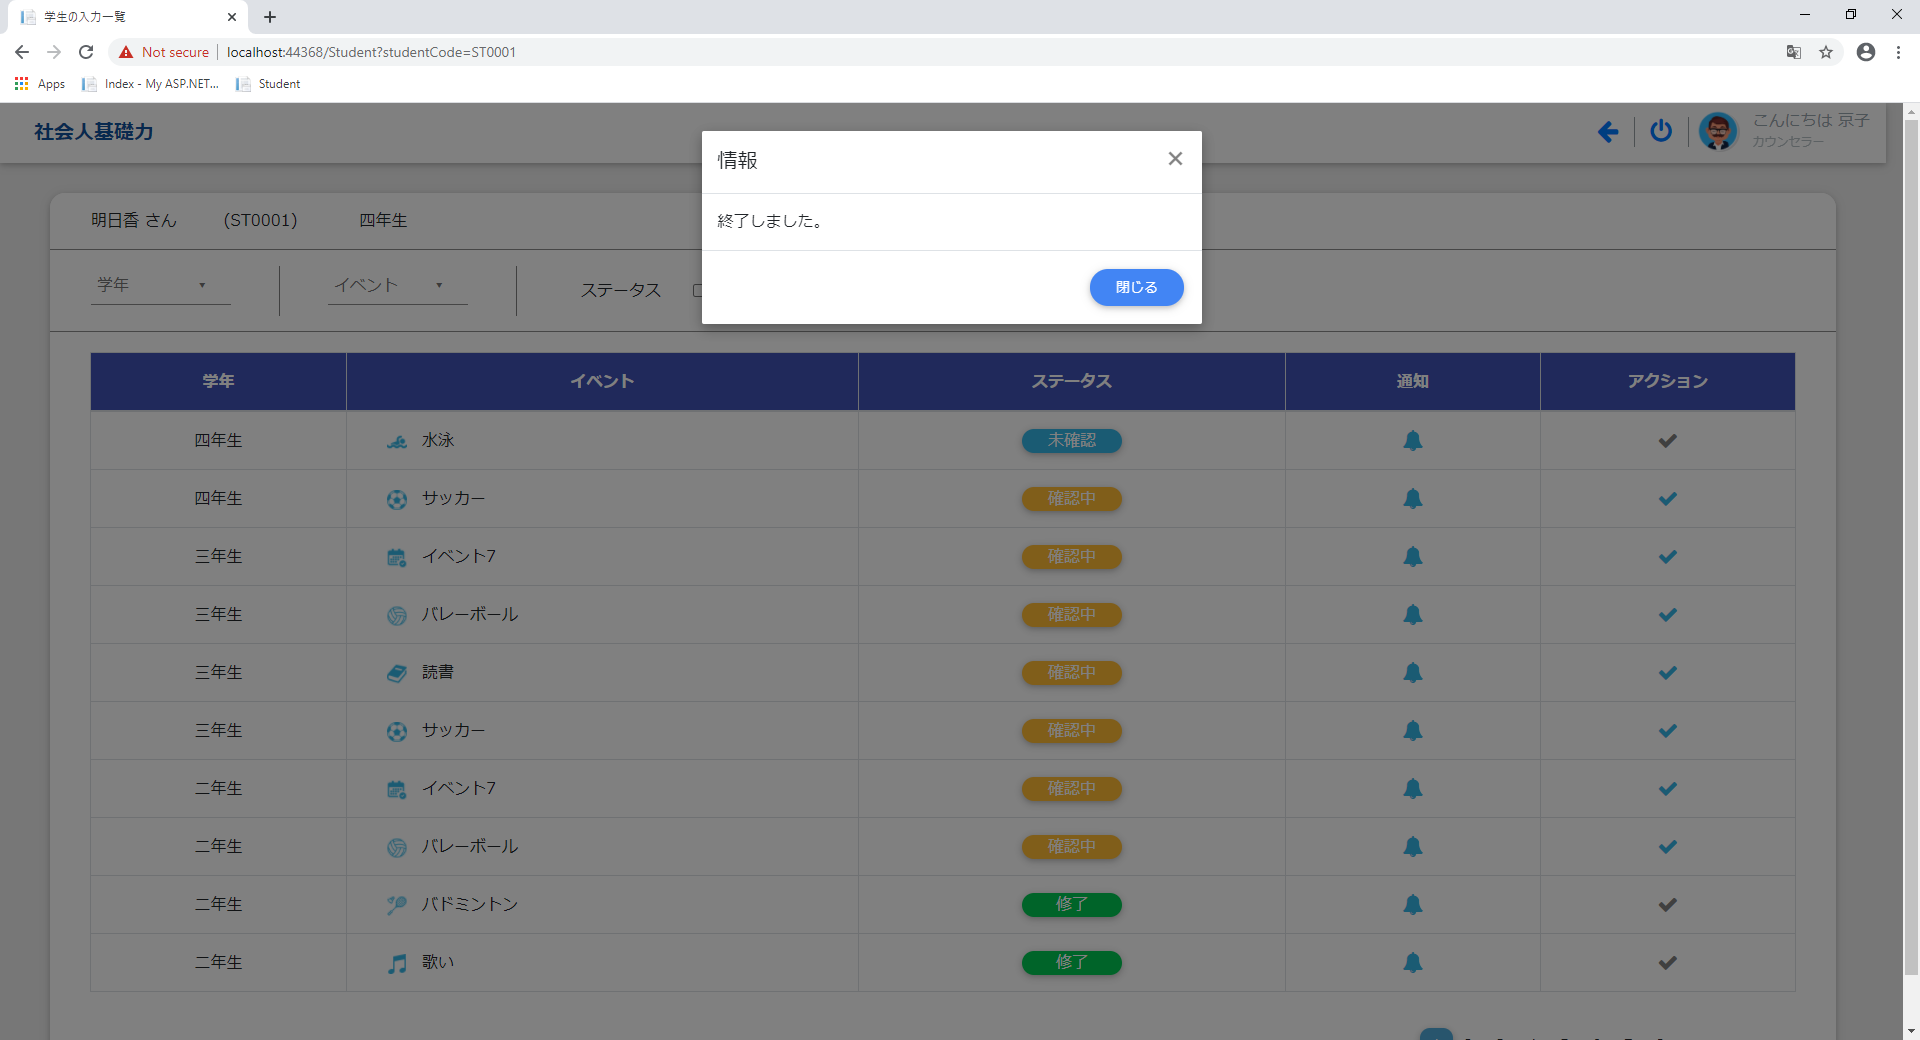 学生の入力一覧
Not secure
localhost:44368/Student?studentCode=ST0001
Apps
Index - My ASP.NET...
Student
社会人基礎力
こんにちは 京子
カウンセラー
情報
終了しました。
閉じる
明日香 さん (ST0001) 四年生
学年 イベント ステータス
学年 イベント ステータス 通知 アクション
四年生 水泳 未確認
四年生 サッカー 確認中
三年生 イベント7 確認中
三年生 バレーボール 確認中
三年生 読書 確認中
三年生 サッカー 確認中
二年生 イベント7 確認中
二年生 バレーボール 確認中
二年生 バドミントン 修了
二年生 歌い 修了